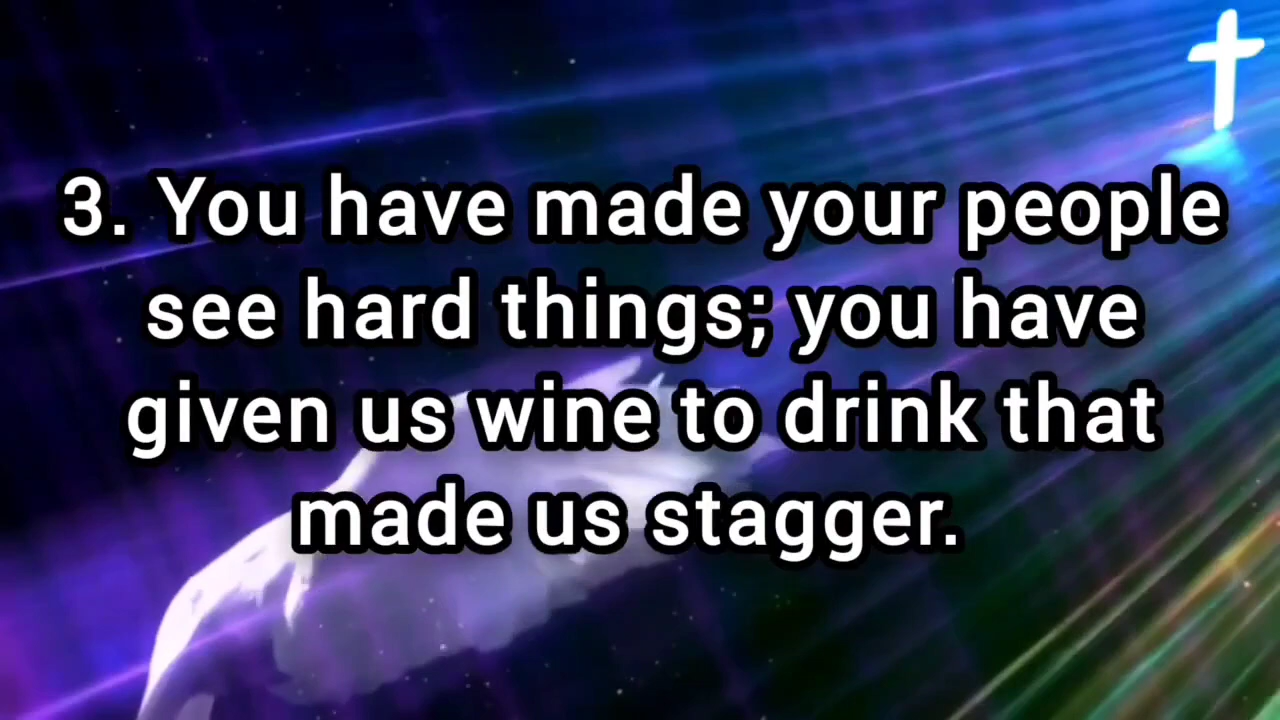 3. You have made your people
see hard things; you have
given us wine to drink that
made us stagger.